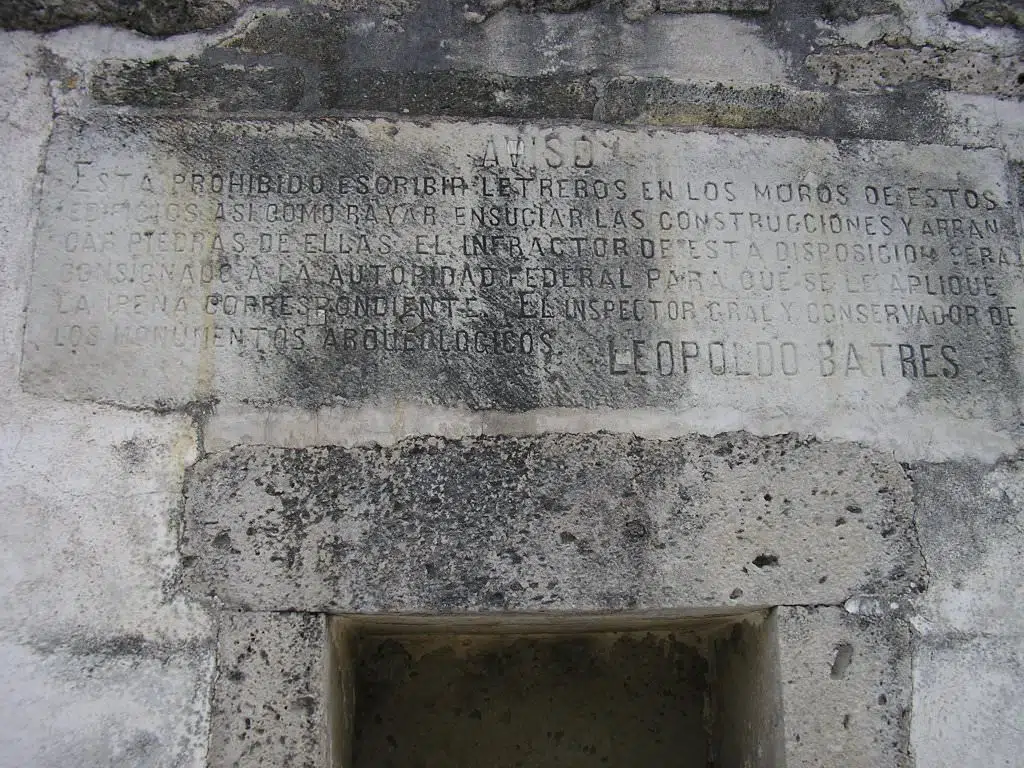 AVISO
ESTA PROHIBIDO ESCRIBIR LETREROS EN LOS MOROS DE ESTOS
EDIFICIOS ASI COMO RAYAR ENSUCIAR LAS CONSTRUCCIONES Y ARRAN
CAR PIEDRAS DE ELLAS. EL INFRACTOR DE ESTA DISPOSICION SERA
CONSIGNADO A LA AUTORIDAD FEDERAL PARA QUE SE LE APLIQUE
LA PENA CORRESPONDIENTE. EL INSPECTOR GRAL Y CONSERVADOR DE
LOS MONUMENTOS ARQUEOLOGICOS. LEOPOLDO BATRES.